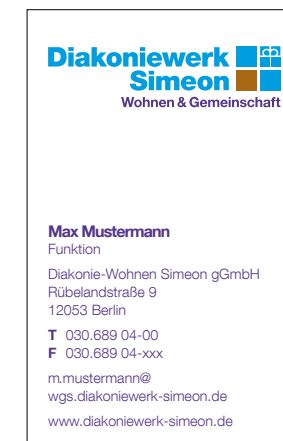 Diakoniewerk
Simeon
Wohnen & Gemeinschaft
Max Mustermann
Funktion
Diakonie-Wohnen Simeon gGmbH
Rübelandstraße 9
12053 Berlin
T 030.689 04-00
F 030.689 04-xxx
m.mustermann@
wgs.diakoniewerk-simeon.de
www.diakoniewerk-simeon.de